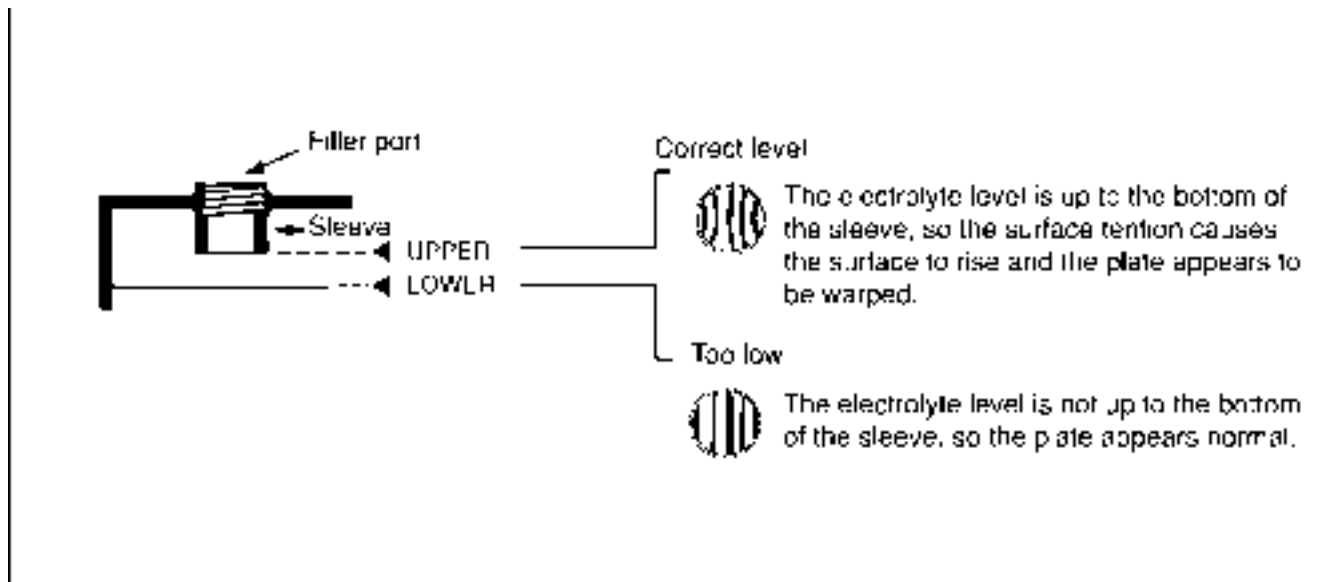 Filler port
Correct level
Sleeve
UPPER
LOWER
The electrolyte level is up to the bottom of
the sleeve, so the surface tention causes
the surface to rise and the plate appears to
be warped.
Too low
The electrolyte level is not up to the bottom
of the sleeve, so the plate appears normal.